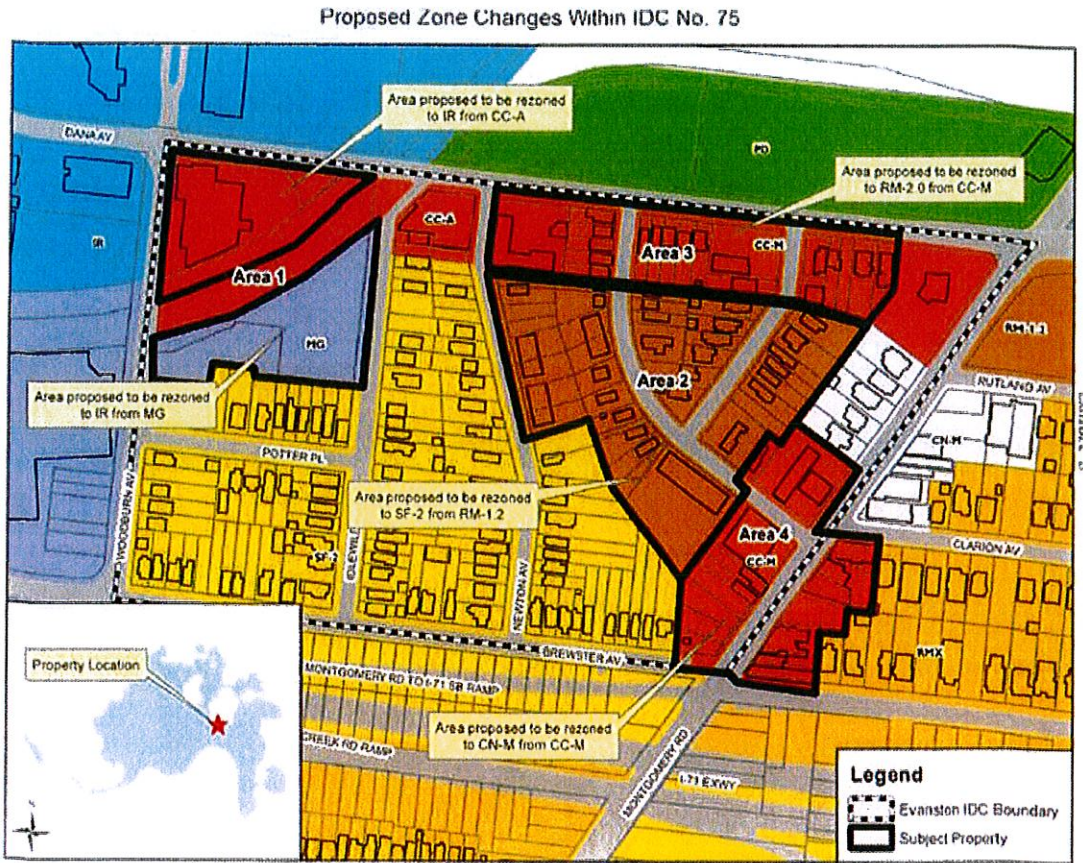 Proposed Zone Changes Within IDC No. 75
Area proposed to be rezoned
to IR from CC-A
DANA AV
PD
Area proposed to be rezoned
to RM-2.0 from CC-M
IR
CC-A
CC-M
Area 3
Area 1
RM-1.2
MG
Area 2
RUTLAND AV
Area proposed to be rezoned
to IR from MG
CN-M
POTTER PL
Area proposed to be rezoned
to SF-2 from RM-1.2
WOODBURN AV
Area 4
CLARION AV
SF-2
IDLEWILD
CC-M
NEWTON AV
BREWSTER AV
RMX
Property Location
MONTGOMERY RD TO I-71 SB RAMP
Area proposed to be rezoned
to CN-M from CC-M
CREEK RD RAMP
MONTGOMERY RD
I-71 EXWY
Legend
Evanston IDC Boundary
Subject Property